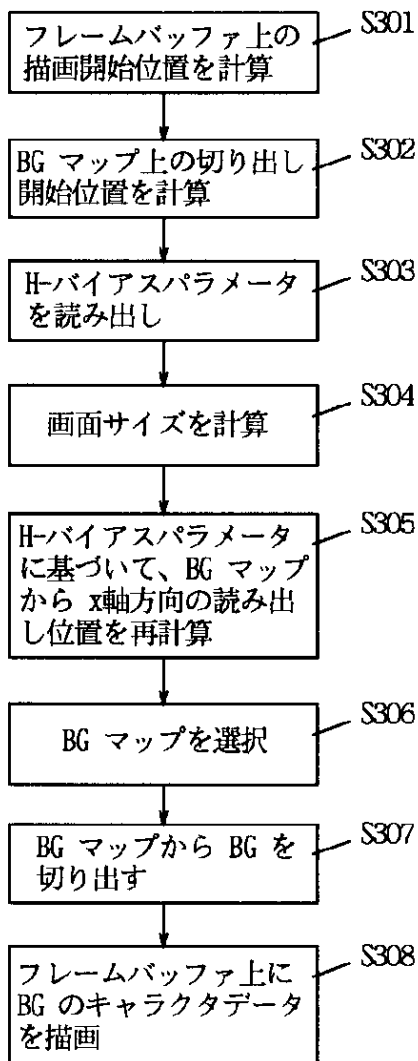 フレームバッファ上の
描画開始位置を計算
S301
BG マップ上の切り出し
開始位置を計算
S302
H-バイアスパラメータ
を読み出し
S303
画面サイズを計算
S304
H-バイアスパラメータ
に基づいて、BG マップ
から x軸方向の読み出
し位置を再計算
S305
BG マップを選択
S306
BG マップから BG を
切り出す
S307
フレームバッファ上に
BG のキャラクタデータ
を描画
S308